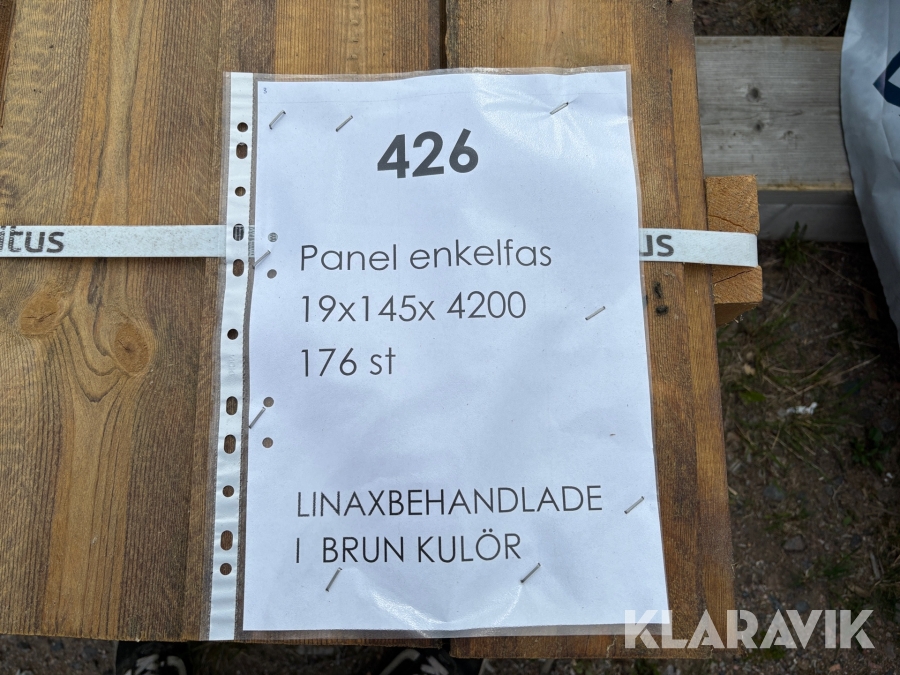 426
Panel enkelfas
19x145x 4200
176 st
LINAXBEHANDLADE
I BRUN KULÖR
KLARAVIK